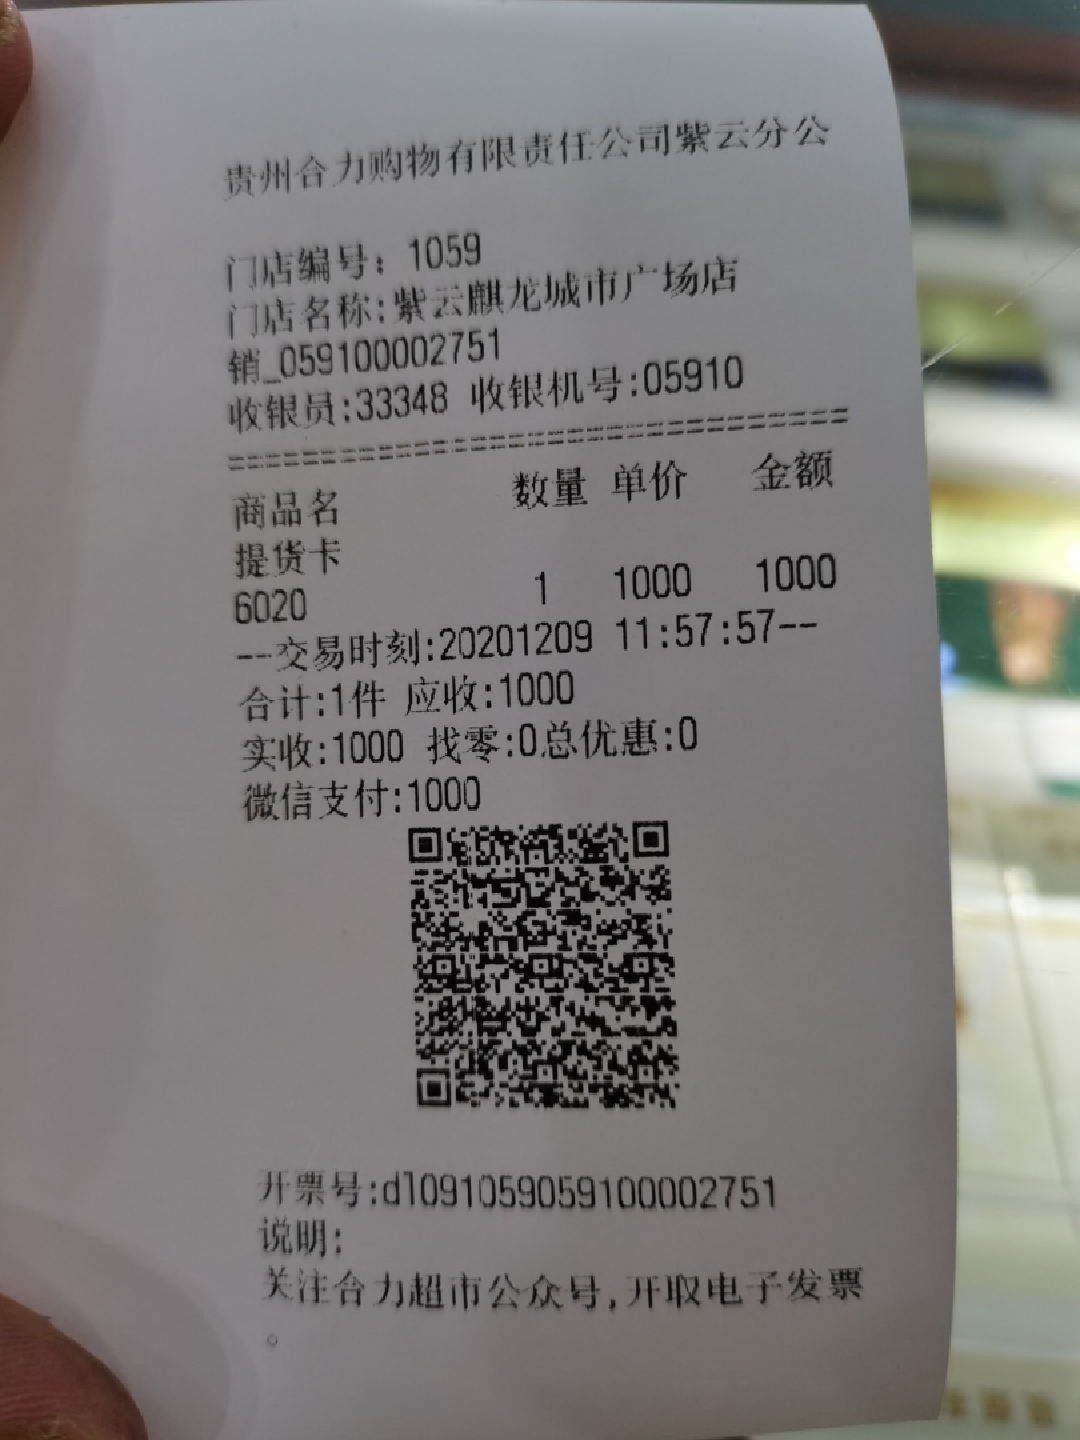 贵州合力购物有限责任公司紫云分公
门店编号：1059
门店名称:紫云麒龙城市广场店
销_059100002751
收银员:33348 收银机号:05910
==================================
商品名 数量 单价 金额
提货卡
6020 1 1000 1000
--交易时刻:20201209 11:57:57--
合计:1件 应收:1000
实收:1000 找零:0总优惠:0
微信支付:1000
开票号:dl091059059100002751
说明:
关注合力超市公众号,开取电子发票
。